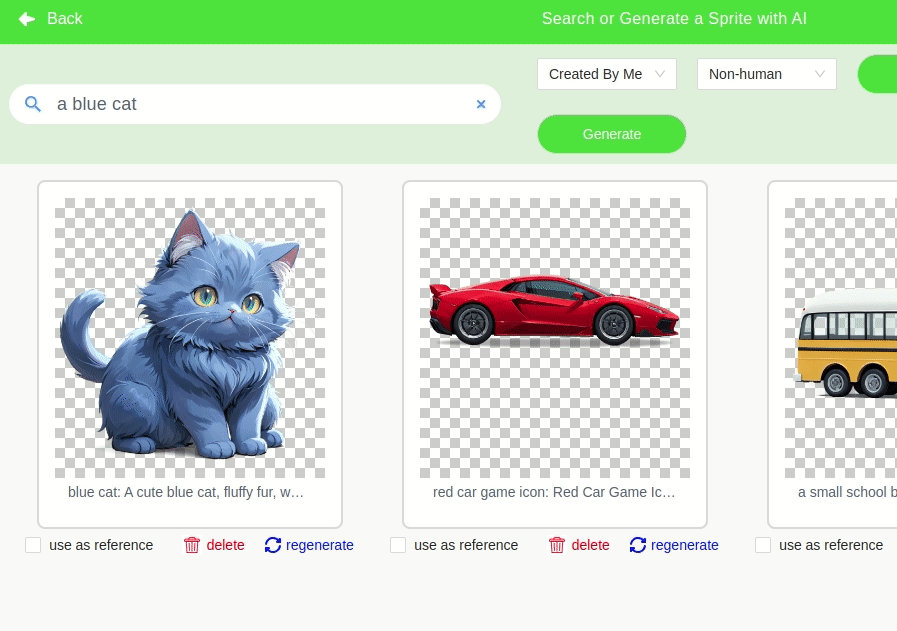 Back
Search or Generate a Sprite with AI
a blue cat
Created By Me
Non-human
Generate
blue cat: A cute blue cat, fluffy fur, w…
red car game icon: Red Car Game Ic…
a small school
use as reference
delete
regenerate
use as reference
delete
regenerate
use as reference